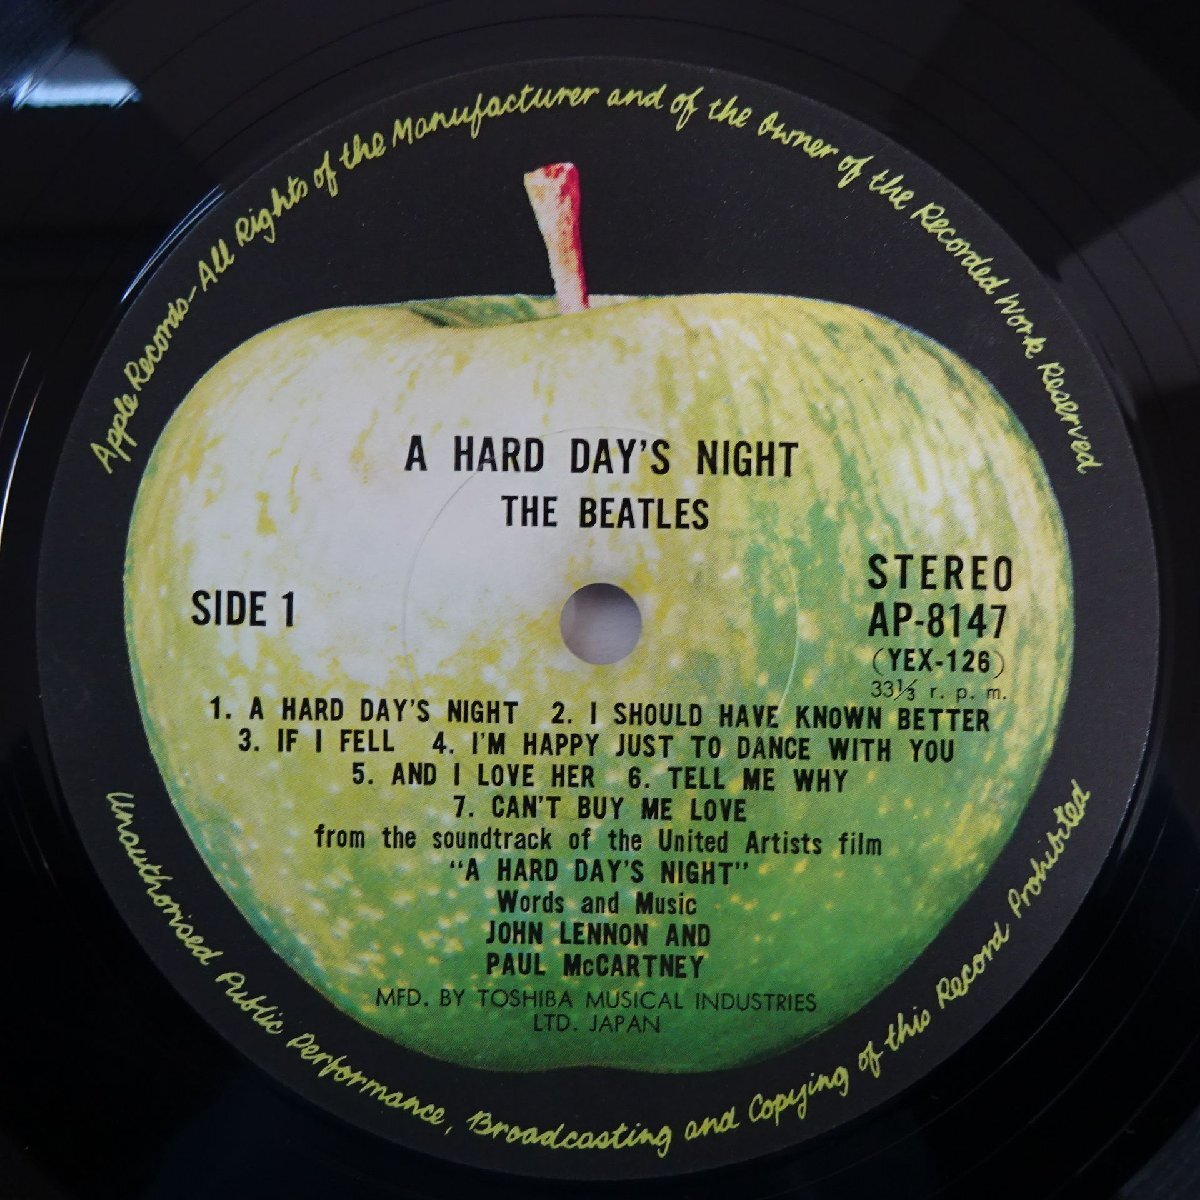 Apple Records—All Rights of the Manufacturer and of the Owner of the Recorded Work Reserved
A HARD DAY'S NIGHT
THE BEATLES
SIDE 1
STEREO
AP-8147
(YEX-126)
33⅓ r. p. m.
1. A HARD DAY'S NIGHT 2. I SHOULD HAVE KNOWN BETTER
3. IF I FELL 4. I'M HAPPY JUST TO DANCE WITH YOU
5. AND I LOVE HER 6. TELL ME WHY
7. CAN'T BUY ME LOVE
from the soundtrack of the United Artists film
"A HARD DAY'S NIGHT"
Words and Music
JOHN LENNON AND
PAUL McCARTNEY
MFD. BY TOSHIBA MUSICAL INDUSTRIES
LTD. JAPAN
Unauthorised Public Performance, Broadcasting and Copying of this Record Prohibited